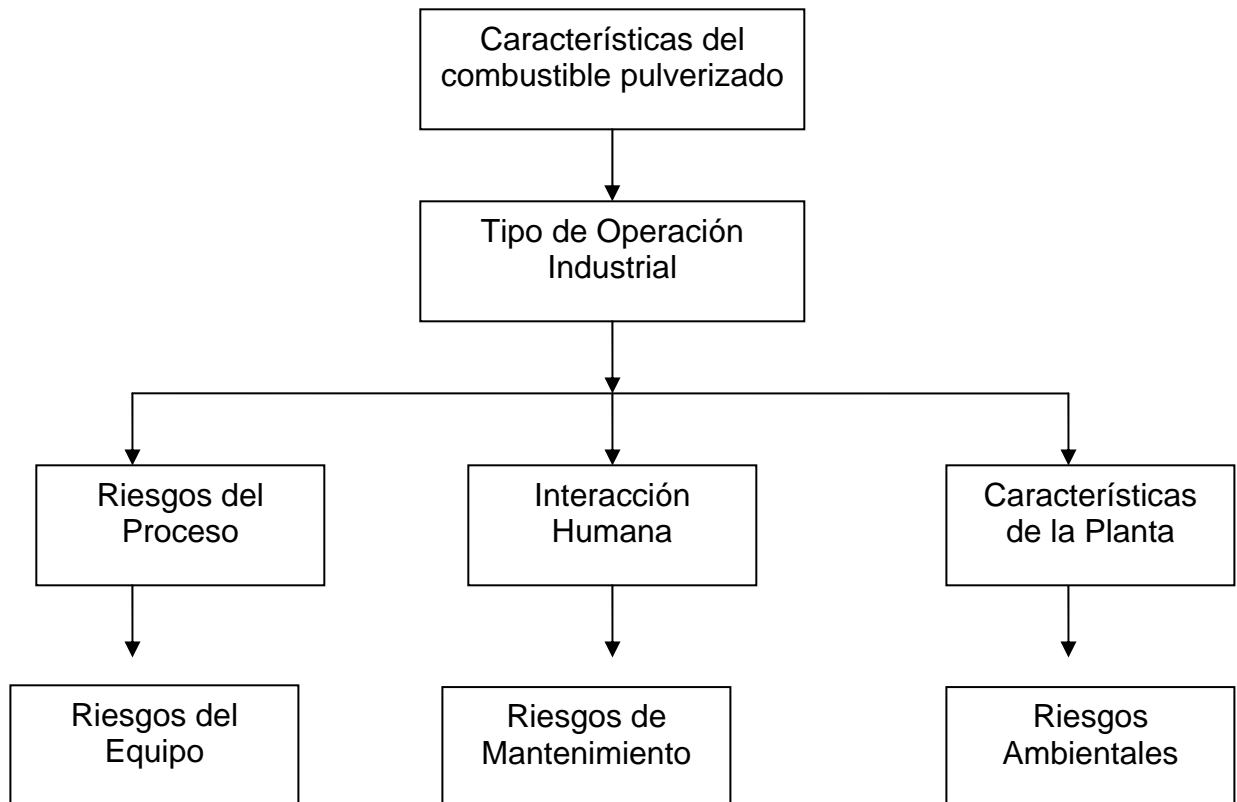 Características del
combustible pulverizado
Tipo de Operación
Industrial
Riesgos del
Proceso
Interacción
Humana
Características
de la Planta
Riesgos del
Equipo
Riesgos de
Mantenimiento
Riesgos
Ambientales